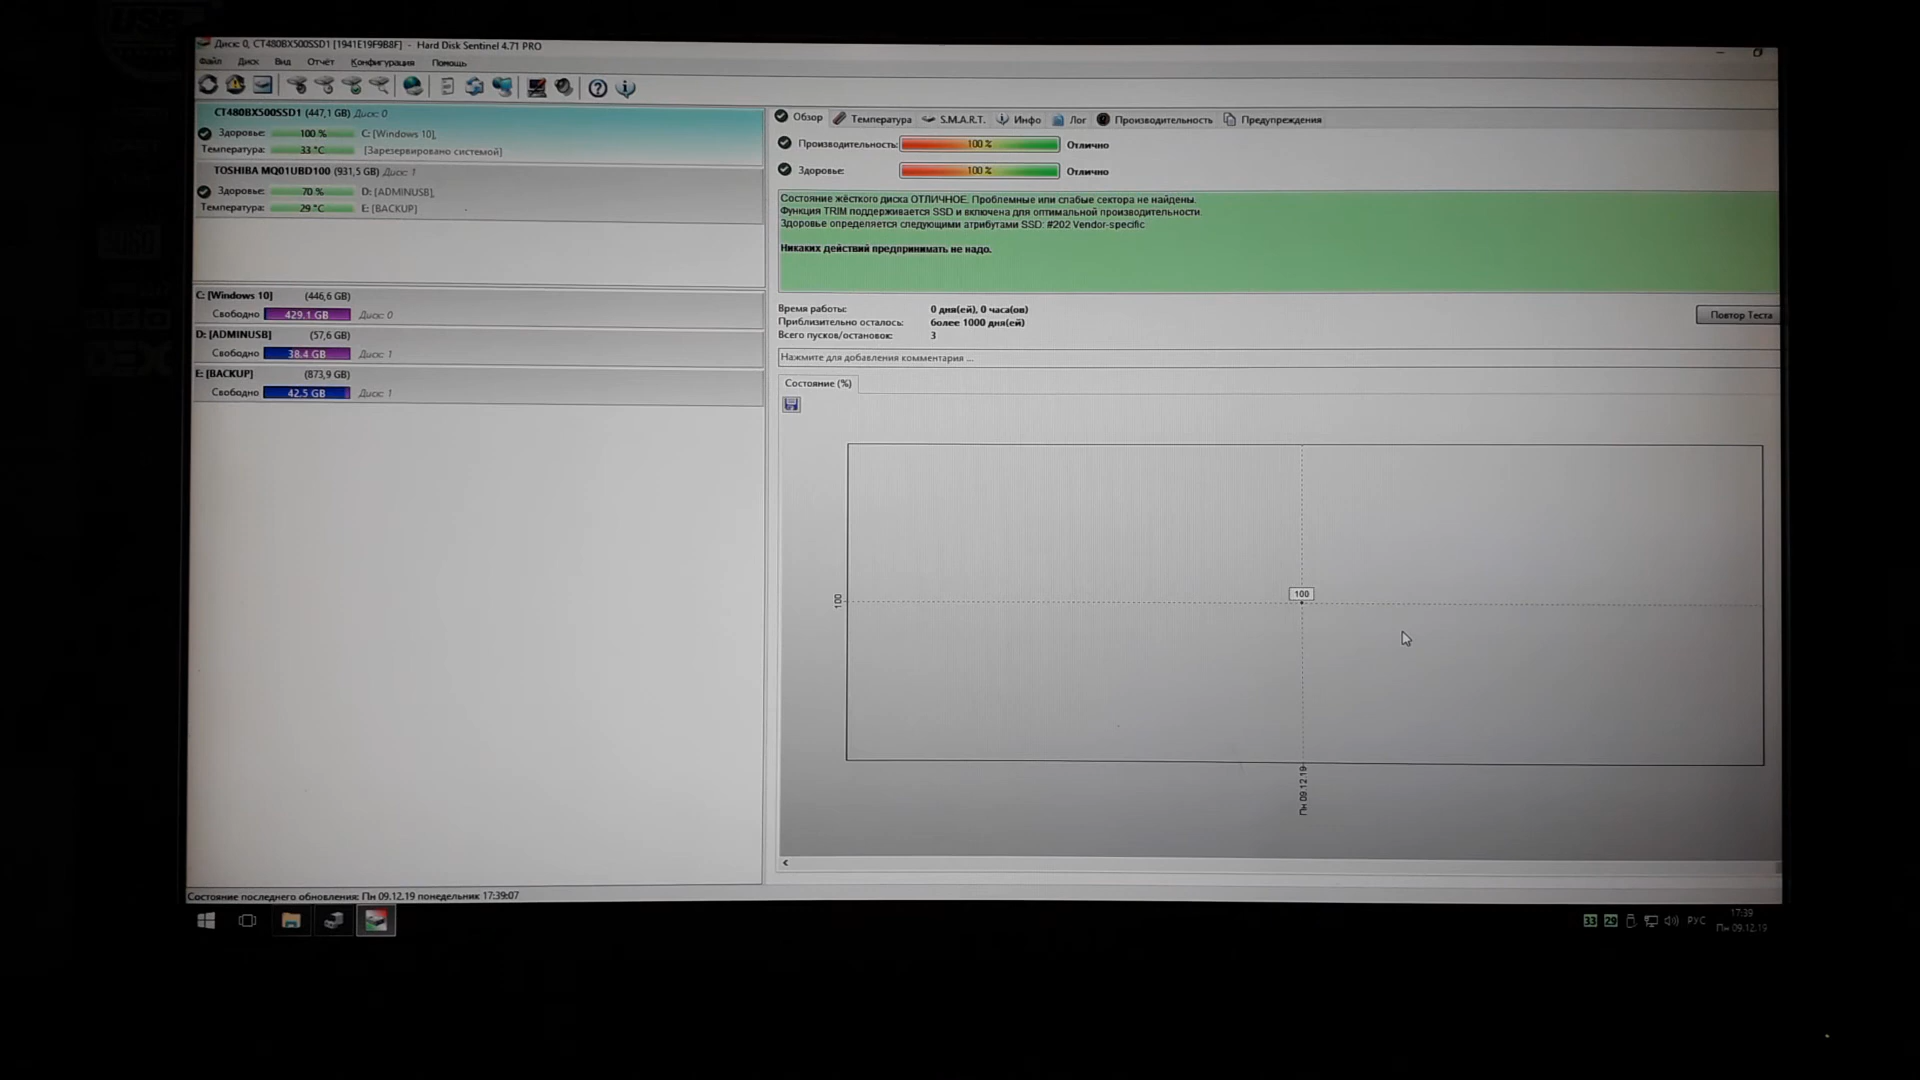 Диск: 0, CT480BX500SSD1 [1941E19F9B8F] - Hard Disk Sentinel 4.71 PRO
Файл Диск Вид Отчёт Конфигурация Помощь
CT480BX500SSD1 (447,1 GB) Диск: 0
Здоровье: 100 % C: [Windows 10],
Температура: 33 °C [Зарезервировано системой]
TOSHIBA MQ01UBD100 (931,5 GB) Диск: 1
Здоровье: 70 % D: [ADMINUSB],
Температура: 29 °C E: [BACKUP]
C: [Windows 10] (446,6 GB)
Свободно 429.1 GB Диск: 0
D: [ADMINUSB] (57,6 GB)
Свободно 38.4 GB Диск: 1
E: [BACKUP] (873,9 GB)
Свободно 42.5 GB Диск: 1
Обзор Температура S.M.A.R.T. Инфо Лог Производительность Предупреждения
Производительность: 100 % Отлично
Здоровье: 100 % Отлично
Состояние жёсткого диска ОТЛИЧНОЕ. Проблемные или слабые сектора не найдены.
Функция TRIM поддерживается SSD и включена для оптимальной производительности.
Здоровье определяется следующими атрибутами SSD: #202 Vendor-specific
Никаких действий предпринимать не надо.
Время работы: 0 дня(ей), 0 часа(ов)
Приблизительно осталось: более 1000 дня(ей)
Всего пусков/остановок: 3
Повтор Теста
Нажмите для добавления комментария ...
Состояние (%)
100
100
Пн 09.12.19
Состояние последнего обновления: Пн 09.12.19 понедельник 17:39:07
33 29 РУС 17:39
Пн 09.12.19